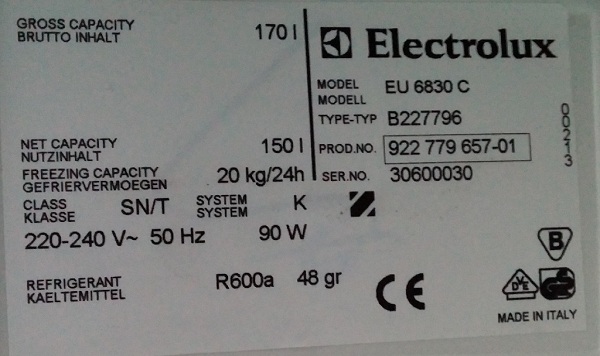 GROSS CAPACITY
BRUTTO INHALT
170 l
Electrolux
MODEL
MODELL
EU 6830 C
TYPE-TYP B227796
NET CAPACITY
NUTZINHALT
150 l
PROD.NO. 922 779 657-01
FREEZING CAPACITY
GEFRIERVERMOEGEN
20 kg/24h
SER.NO. 30600030
00213
CLASS
KLASSE
SN/T
SYSTEM
SYSTEM
K
220-240 V~ 50 Hz 90 W
REFRIGERANT
KAELTEMITTEL
R600a 48 gr
CE
B
DVE
GS
MADE IN ITALY